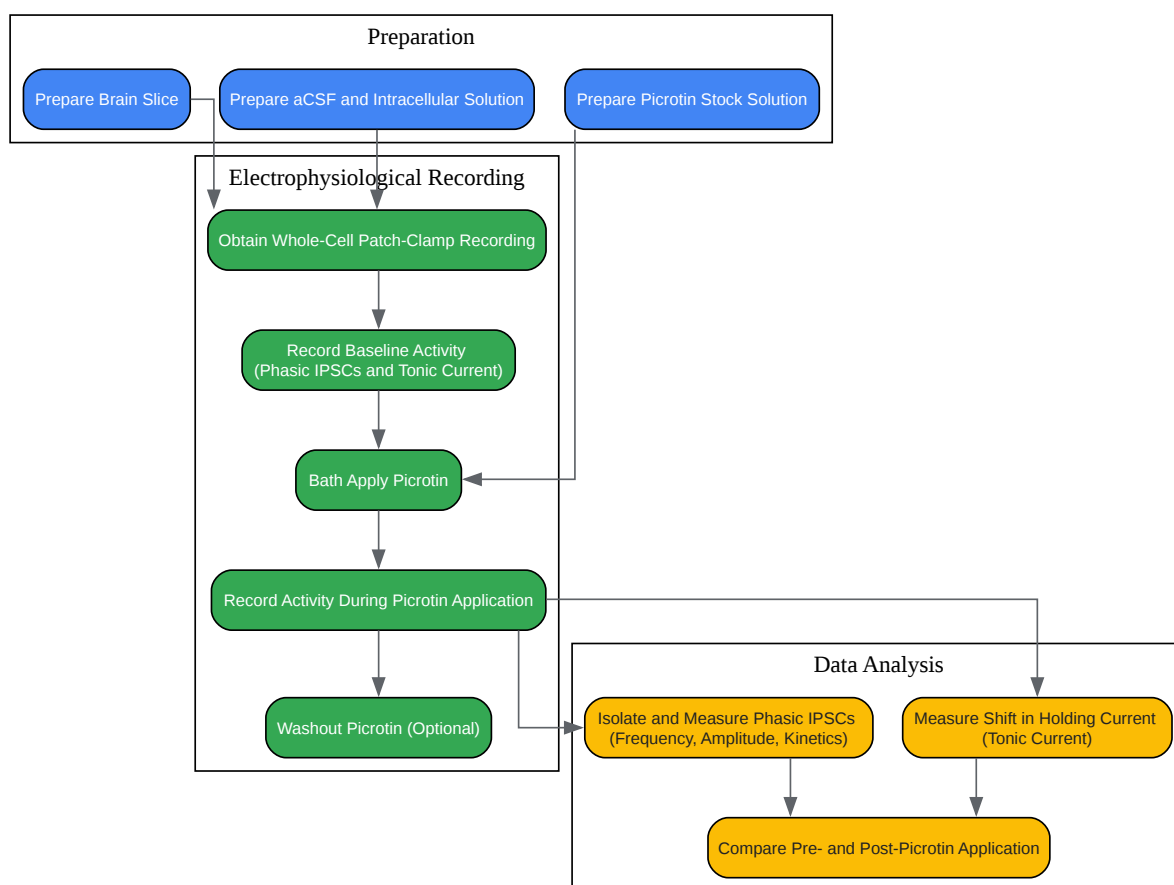 Preparation
Prepare Brain Slice
Prepare aCSF and Intracellular Solution
Prepare Picrotin Stock Solution
Electrophysiological Recording
Obtain Whole-Cell Patch-Clamp Recording
Record Baseline Activity
(Phasic IPSCs and Tonic Current)
Bath Apply Picrotin
Record Activity During Picrotin Application
Washout Picrotin (Optional)
Data Analysis
Isolate and Measure Phasic IPSCs
(Frequency, Amplitude, Kinetics)
Measure Shift in Holding Current
(Tonic Current)
Compare Pre- and Post-Picrotin Application